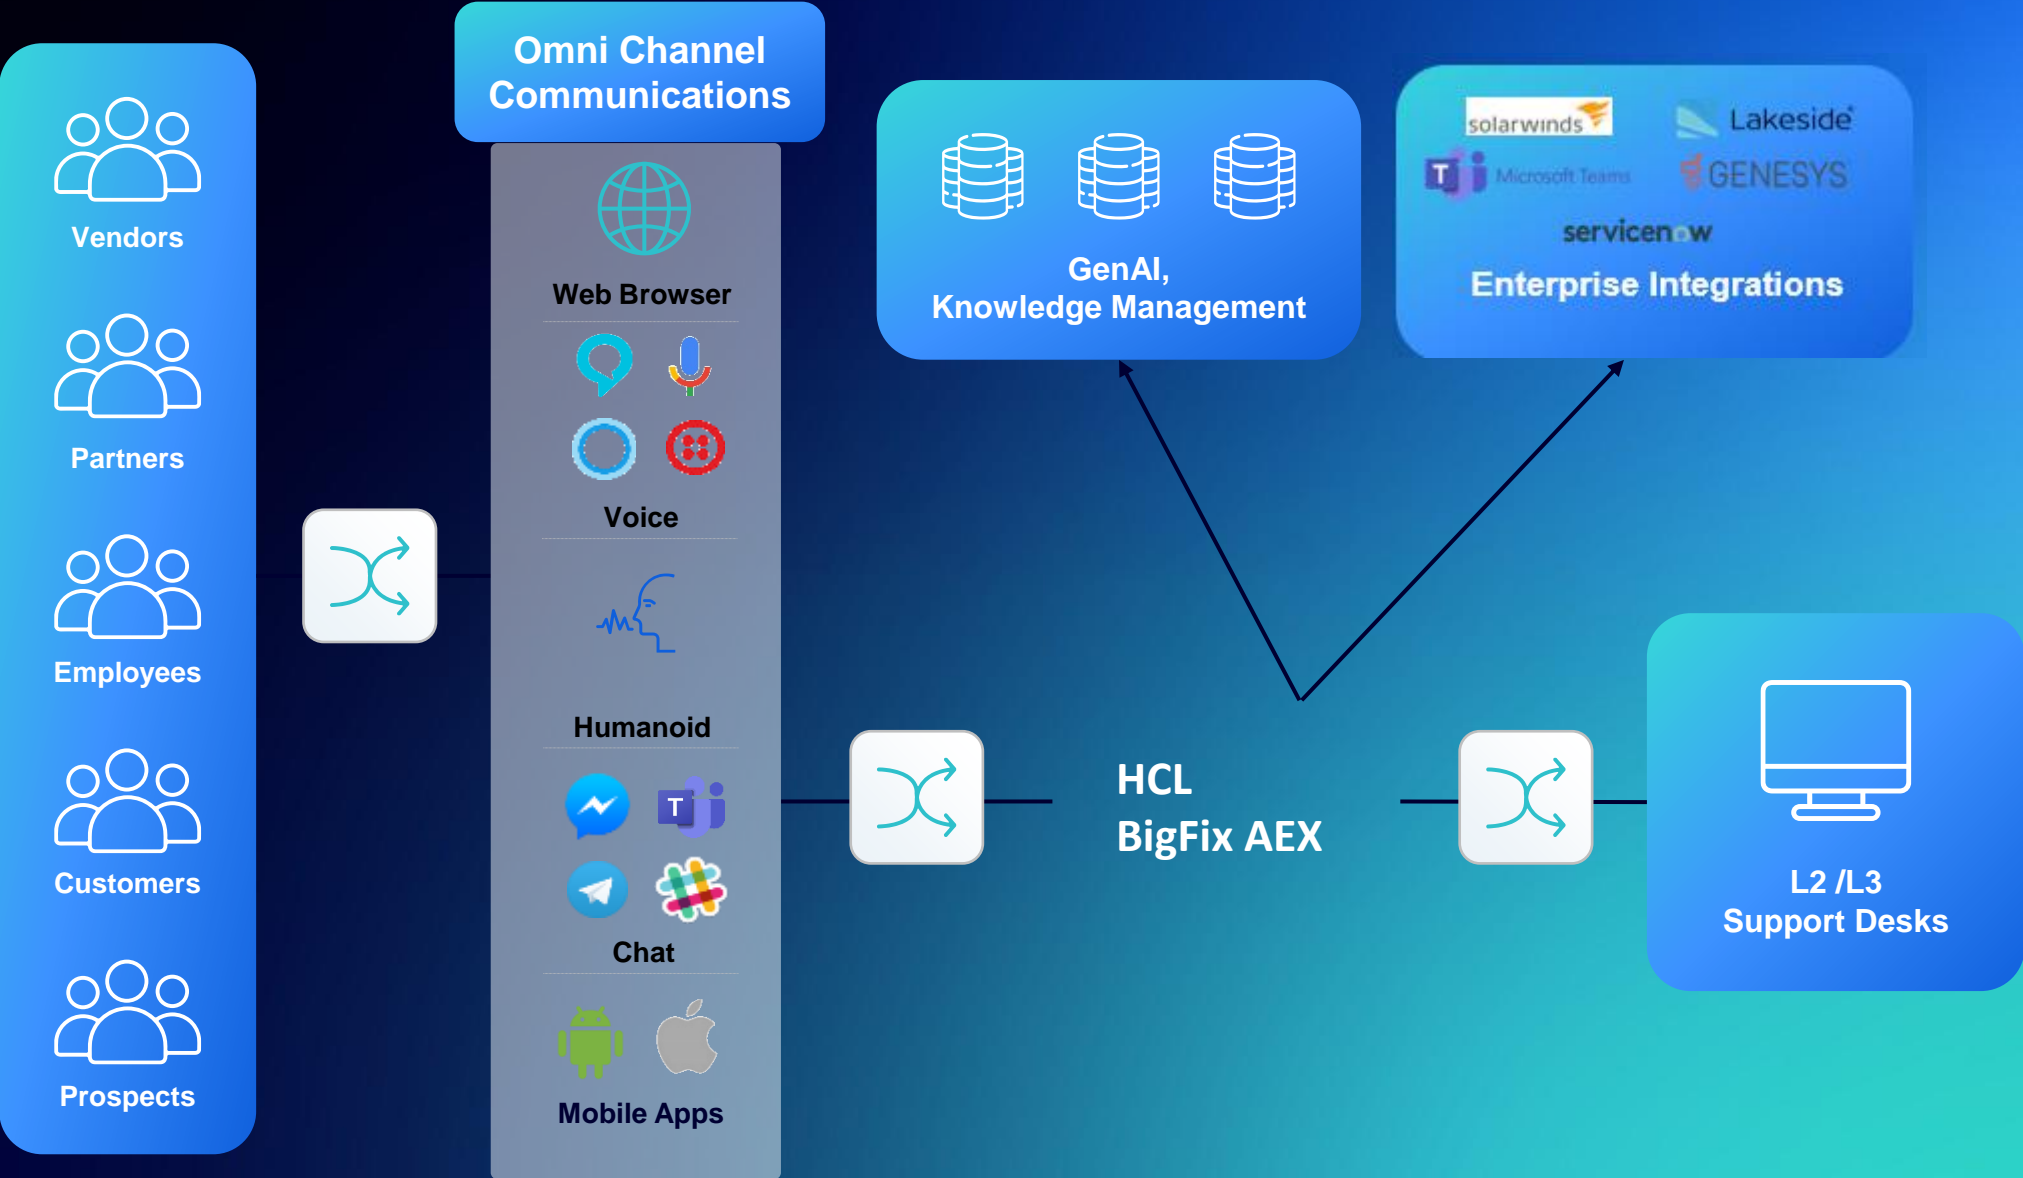 Vendors
Partners
Employees
Customers
Prospects
Omni Channel
Communications
Web Browser
Voice
Humanoid
T
Chat
Mobile Apps
GenAI,
Knowledge Management
solarwinds
Lakeside
T Microsoft Teams
GENESYS
servicenow
Enterprise Integrations
HCL
BigFix AEX
L2 /L3
Support Desks